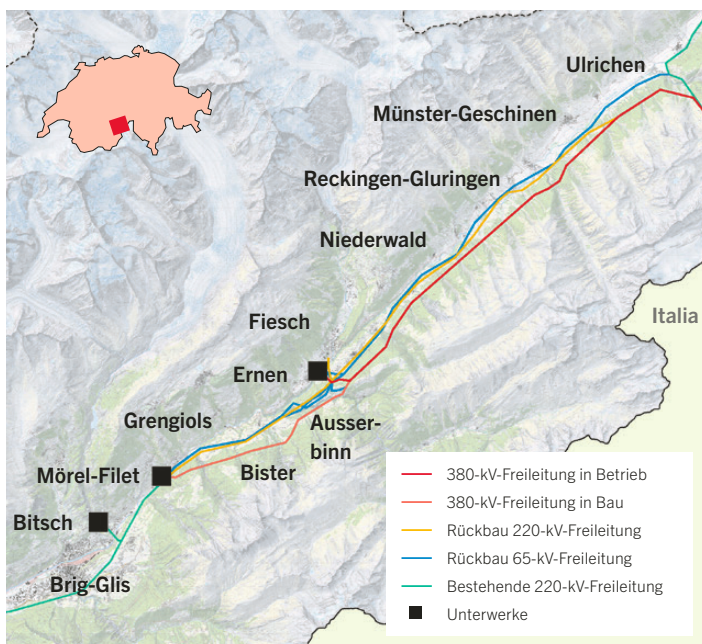 Ulrichen
Münster-Geschinen
Reckingen-Gluringen
Niederwald
Italia
Fiesch
Ernen
Grengiols
Ausser-
binn
Mörel-Filet
Bister
Bitsch
Brig-Glis
380-kV-Freileitung in Betrieb
380-kV-Freileitung in Bau
Rückbau 220-kV-Freileitung
Rückbau 65-kV-Freileitung
Bestehende 220-kV-Freileitung
Unterwerke